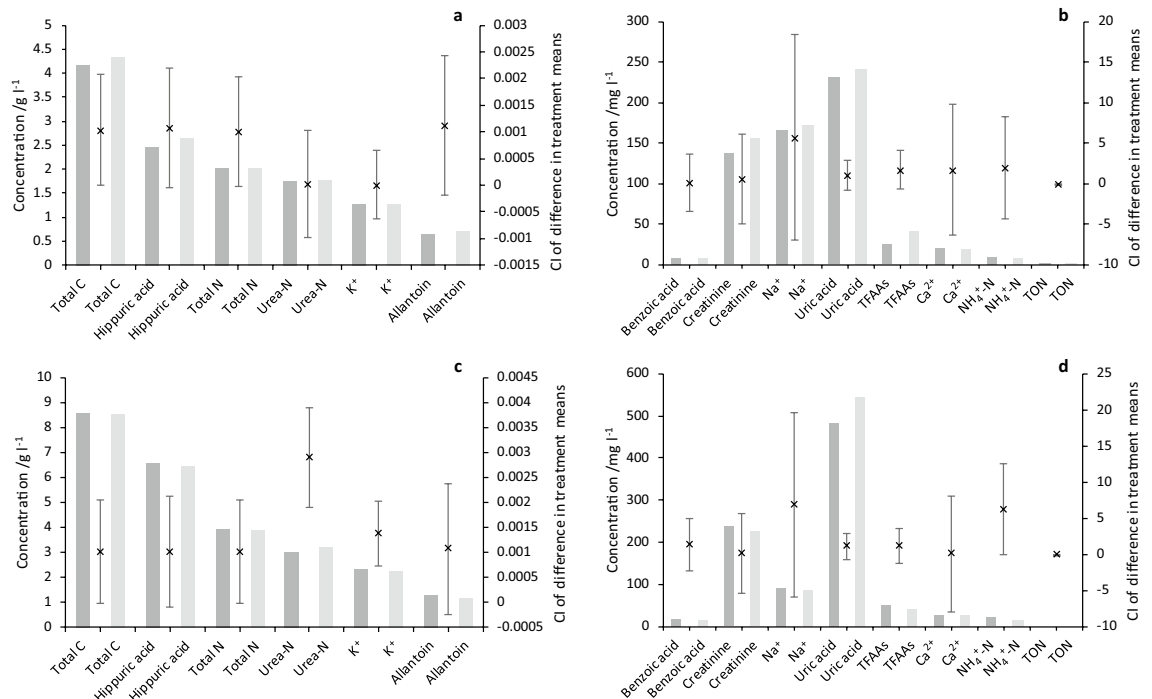 a
Concentration /g l⁻¹
5
4.5
4
3.5
3
2.5
2
1.5
1
0.5
0
0.003
0.0025
0.002
0.0015
0.001
0.0005
0
-0.0005
-0.001
-0.0015
CI of difference in treatment means
Total C
Total C
Hippuric acid
Hippuric acid
Total N
Total N
Urea-N
Urea-N
K⁺
K⁺
Allantoin
Allantoin
b
Concentration /mg l⁻¹
300
250
200
150
100
50
0
20
15
10
5
0
-5
-10
CI of difference in treatment means
Benzoic acid
Benzoic acid
Creatinine
Creatinine
Na⁺
Na⁺
Uric acid
Uric acid
TFAAs
TFAAs
Ca²⁺
Ca²⁺
NH₄⁺-N
NH₄⁺-N
TON
TON
c
Concentration /g l⁻¹
10
9
8
7
6
5
4
3
2
1
0
0.0045
0.004
0.0035
0.003
0.0025
0.002
0.0015
0.001
0.0005
0
-0.0005
CI of difference in treatment means
Total C
Total C
Hippuric acid
Hippuric acid
Total N
Total N
Urea-N
Urea-N
K⁺
K⁺
Allantoin
Allantoin
d
Concentration /mg l⁻¹
600
500
400
300
200
100
0
25
20
15
10
5
0
-5
-10
CI of difference in treatment means
Benzoic acid
Benzoic acid
Creatinine
Creatinine
Na⁺
Na⁺
Uric acid
Uric acid
TFAAs
TFAAs
Ca²⁺
Ca²⁺
NH₄⁺-N
NH₄⁺-N
TON
TON